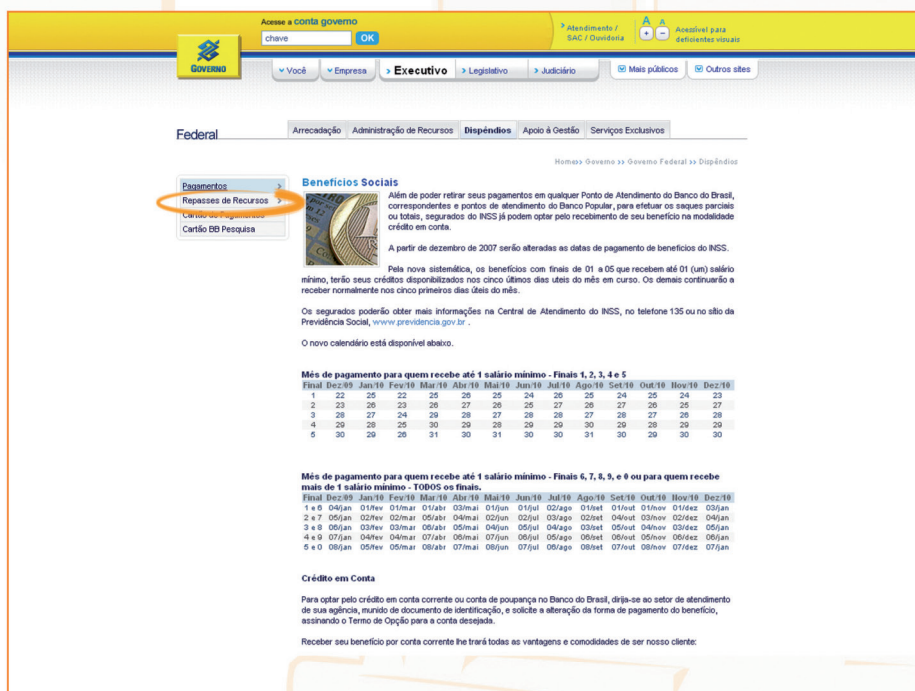 Acesse a conta governo
chave OK
Atendimento / SAC / Ouvidoria
A A
+ −
Acessível para deficientes visuais
GOVERNO
Você Empresa Executivo Legislativo Judiciário Mais públicos Outros sites
Federal
Arrecadação Administração de Recursos Dispêndios Apoio à Gestão Serviços Exclusivos
Home>> Governo >> Governo Federal >> Dispêndios
Pagamentos
Repasses de Recursos
Cartão de Pagamentos
Cartão BB Pesquisa
Benefícios Sociais
Além de poder retirar seus pagamentos em qualquer Ponto de Atendimento do Banco do Brasil,
correspondentes e pontos de atendimento do Banco Popular, para efetuar os saques parciais
ou totais, segurados do INSS já podem optar pelo recebimento de seu benefício na modalidade
crédito em conta.
A partir de dezembro de 2007 serão alteradas as datas de pagamento de benefícios do INSS.
Pela nova sistemática, os benefícios com finais de 01 a 05 que recebem até 01 (um) salário
mínimo, terão seus créditos disponibilizados nos cinco últimos dias uteis do mês em curso. Os demais continuarão a
receber normalmente nos cinco primeiros dias úteis do mês.
Os segurados poderão obter mais informações na Central de Atendimento do INSS, no telefone 135 ou no sítio da
Previdência Social, www.previdencia.gov.br .
O novo calendário está disponível abaixo.
Mês de pagamento para quem recebe até 1 salário mínimo - Finais 1, 2, 3, 4 e 5
Final Dez/09 Jan/10 Fev/10 Mar/10 Abr/10 Mai/10 Jun/10 Jul/10 Ago/10 Set/10 Out/10 Nov/10 Dez/10
1 22 25 22 25 26 25 24 26 25 24 25 24 23
2 23 26 23 26 27 26 25 27 26 27 26 25 27
3 28 27 24 29 28 27 28 28 27 28 27 26 28
4 29 28 25 30 29 28 29 29 30 29 28 29 29
5 30 29 26 31 30 31 30 30 31 30 29 30 30
Mês de pagamento para quem recebe até 1 salário mínimo - Finais 6, 7, 8, 9, e 0 ou para quem recebe
mais de 1 salário mínimo - TODOS os finais.
Final Dez/09 Jan/10 Fev/10 Mar/10 Abr/10 Mai/10 Jun/10 Jul/10 Ago/10 Set/10 Out/10 Nov/10 Dez/10
1 e 6 04/jan 01/fev 01/mar 01/abr 03/mai 01/jun 01/jul 02/ago 01/set 01/out 01/nov 01/dez 03/jan
2 e 7 05/jan 02/fev 02/mar 05/abr 04/mai 02/jun 02/jul 03/ago 02/set 04/out 03/nov 02/dez 04/jan
3 e 8 06/jan 03/fev 03/mar 06/abr 05/mai 04/jun 05/jul 04/ago 03/set 05/out 04/nov 03/dez 05/jan
4 e 9 07/jan 04/fev 04/mar 07/abr 06/mai 07/jun 06/jul 05/ago 06/set 06/out 05/nov 06/dez 06/jan
5 e 0 08/jan 05/fev 05/mar 08/abr 07/mai 08/jun 07/jul 06/ago 08/set 07/out 08/nov 07/dez 07/jan
Crédito em Conta
Para optar pelo crédito em conta corrente ou conta de poupança no Banco do Brasil, dirija-se ao setor de atendimento
de sua agência, munido de documento de identificação, e solicite a alteração da forma de pagamento do benefício,
assinando o Termo de Opção para a conta desejada.
Receber seu benefício por conta corrente lhe trará todas as vantagens e comodidades de ser nosso cliente: